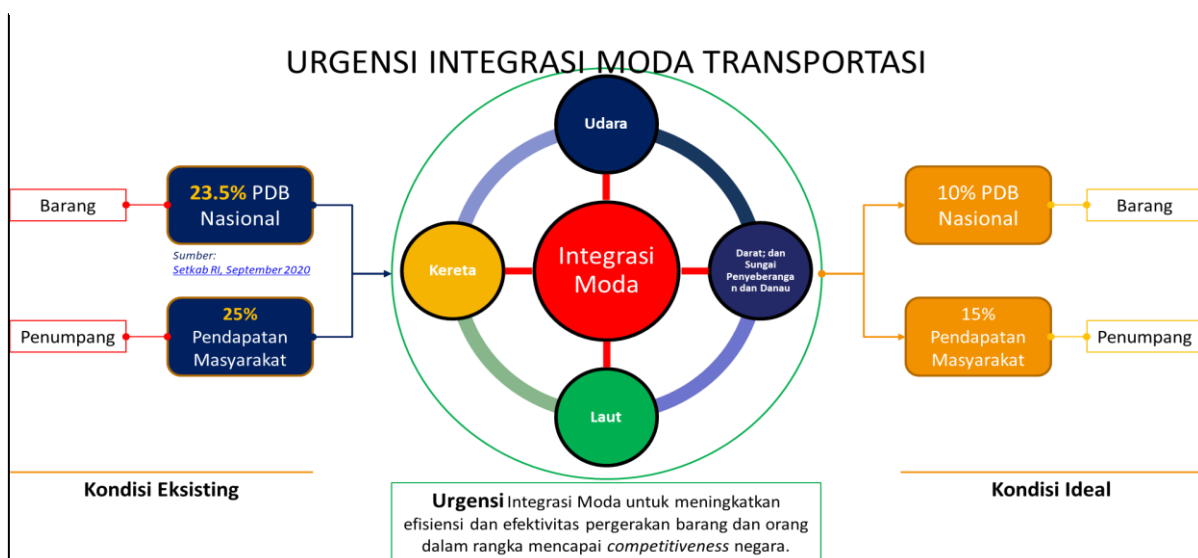 URGENSI INTEGRASI MODA TRANSPORTASI
Barang
23.5% PDB
Nasional
Sumber:
Setkab RI, September 2020
Penumpang
25%
Pendapatan
Masyarakat
Kondisi Eksisting
Udara
Kereta
Integrasi
Moda
Darat; dan
Sungai
Penyeberanga
n dan Danau
Laut
Urgensi Integrasi Moda untuk meningkatkan
efisiensi dan efektivitas pergerakan barang dan orang
dalam rangka mencapai competitiveness negara.
10% PDB
Nasional
Barang
15%
Pendapatan
Masyarakat
Penumpang
Kondisi Ideal